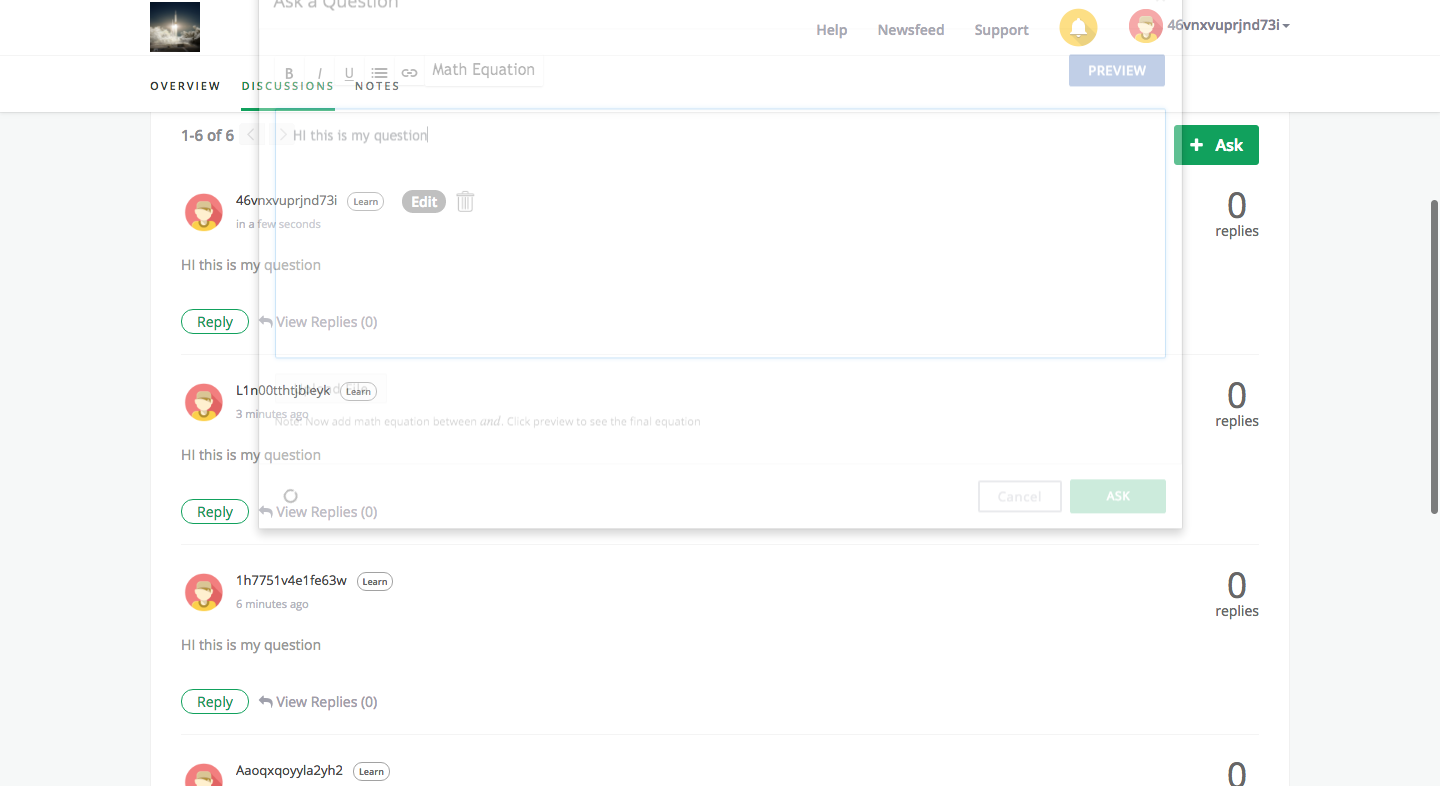 Ask a Question
Help Newsfeed Support 46vnxvuprjnd73i
B I U Math Equation PREVIEW
OVERVIEW DISCUSSIONS NOTES
1-6 of 6
HI this is my question
+ Ask
46vnxvuprjnd73i Learn Edit
in a few seconds
0
replies
HI this is my question
Reply View Replies (0)
L1n00tthtjbleyk Learn
3 minutes ago
0
replies
Note: Now add math equation between and. Click preview to see the final equation
HI this is my question
Cancel ASK
Reply View Replies (0)
1h7751v4e1fe63w Learn
6 minutes ago
0
replies
HI this is my question
Reply View Replies (0)
Aaoqxqoyyla2yh2 Learn
0